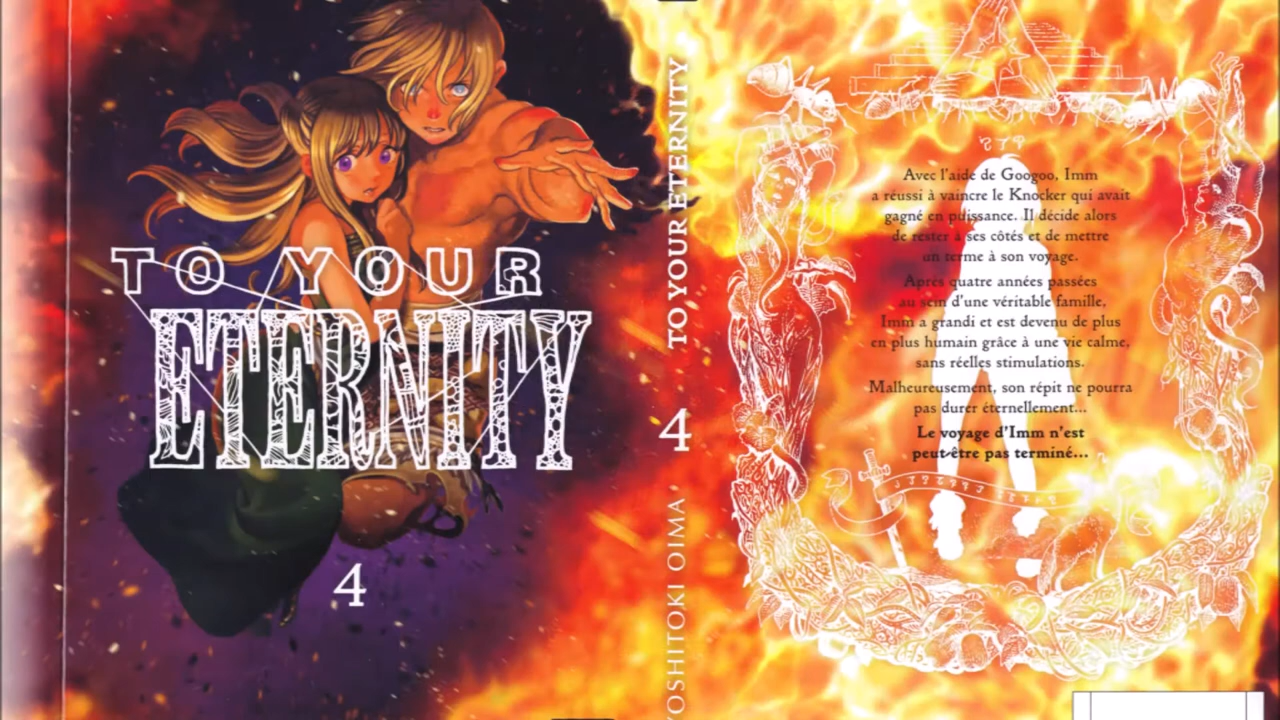 TO YOUR
ETERNITY
4
TO YOUR ETERNITY
4
YOSHITOKI OIMA
Avec l'aide de Googoo, Imm
a réussi à vaincre le Knocker qui avait
gagné en puissance. Il décide alors
de rester à ses côtés et de mettre
un terme à son voyage.
Après quatre années passées
au sein d'une véritable famille,
Imm a grandi et est devenu de plus
en plus humain grâce à une vie calme,
sans réelles stimulations.
Malheureusement, son répit ne pourra
pas durer éternellement...
Le voyage d'Imm n'est
peut-être pas terminé...